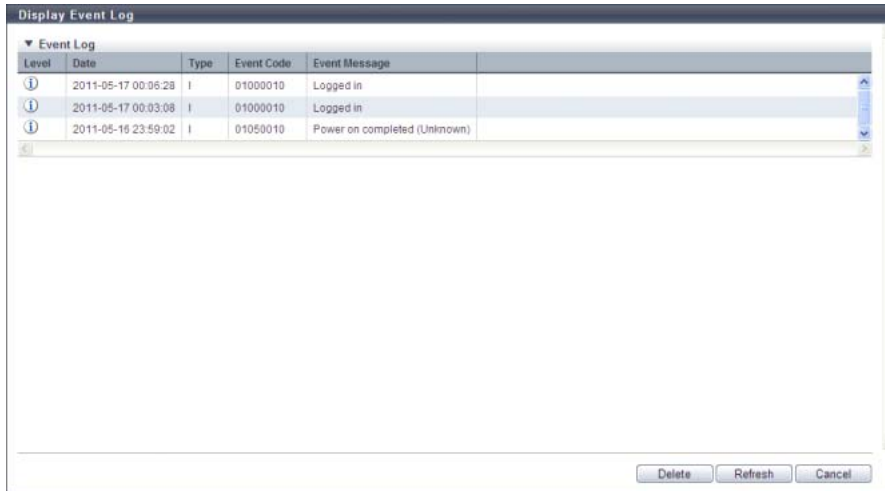 Display Event Log
▼ Event Log
Level Date Type Event Code Event Message
2011-05-17 00:06:28 I 01000010 Logged in
2011-05-17 00:03:08 I 01000010 Logged in
2011-05-16 23:59:02 I 01050010 Power on completed (Unknown)
Delete Refresh Cancel